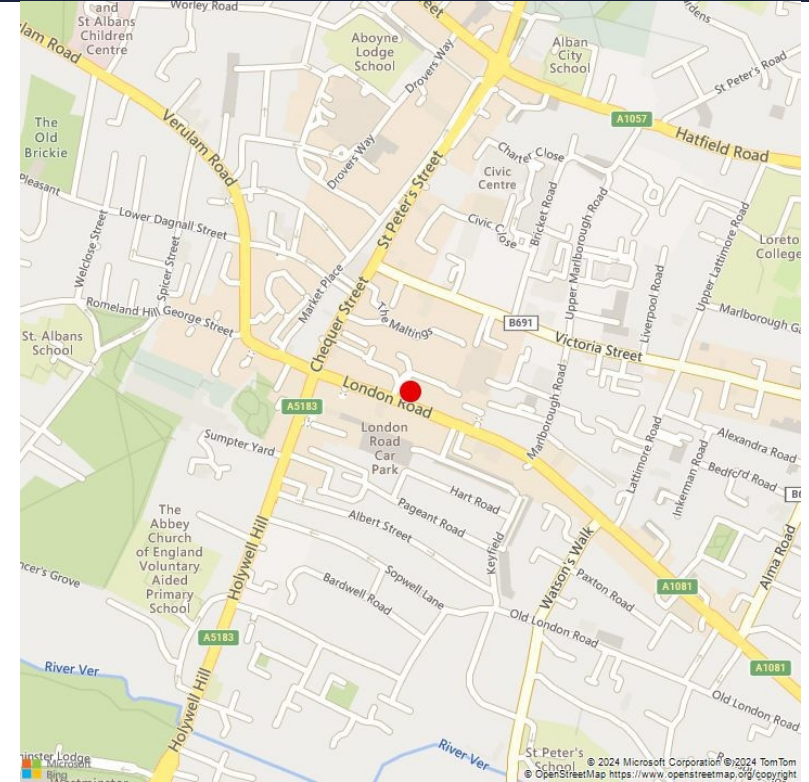 Worley Road
and
St Albans
Children
Centre
Aboyne
Lodge
School
Drovers Way
Alban
City
School
St Peter's Road
Verulam Road
A1057
Hatfield Road
The
Old
Brickie
Drovers Way
St Peter's Street
Charter Close
Civic
Centre
Civic Close
Bricket Road
Upper Marlborough Road
Liverpool Road
Upper Lattimore Road
Loreto
College
Lower Dagnall Street
Welclose Street
Spicer Street
Market Place
Romeland Hill
George Street
Chequer Street
The Maltings
B691
Victoria Street
St. Albans
School
A5183
London Road
London
Road
Car
Park
Marlborough Road
Lattimore Road
Alexandra Road
Bedford Road
Inkerman Road
Sumpter Yard
Hart Road
Pageant Road
Albert Street
Keyfield
Watson's Walk
Alma Road
The
Abbey
Church
of England
Voluntary
Aided
Primary
School
Holywell Hill
Bardwell Road
Sopwell Lane
Paxton Road
A1081
Old London Road
A5183
River Ver
A1081
Old London Road
Holywell Hill
River Ver
St Peter's
School
Microsoft
Bing
© 2024 Microsoft Corporation © 2024 TomTom
© OpenStreetMap https://www.openstreetmap.org/copyright